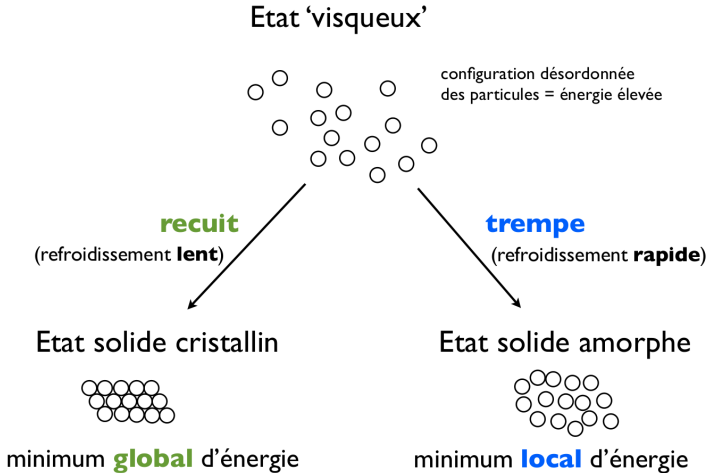 Etat ‘visqueux’
configuration désordonnée
des particules = énergie élevée
recuit
(refroidissement lent)
trempe
(refroidissement rapide)
Etat solide cristallin
Etat solide amorphe
minimum global d’énergie
minimum local d’énergie